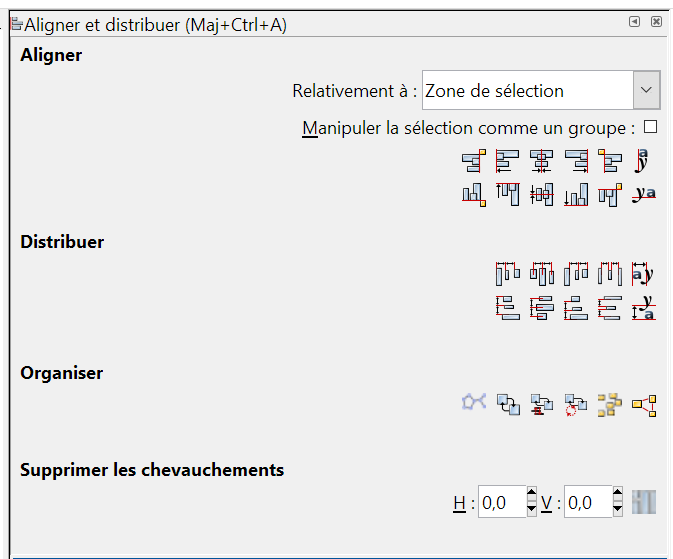 Aligner et distribuer (Maj+Ctrl+A)
Aligner
Relativement à : Zone de sélection
Manipuler la sélection comme un groupe :
Distribuer
Organiser
Supprimer les chevauchements
H : 0,0 V : 0,0